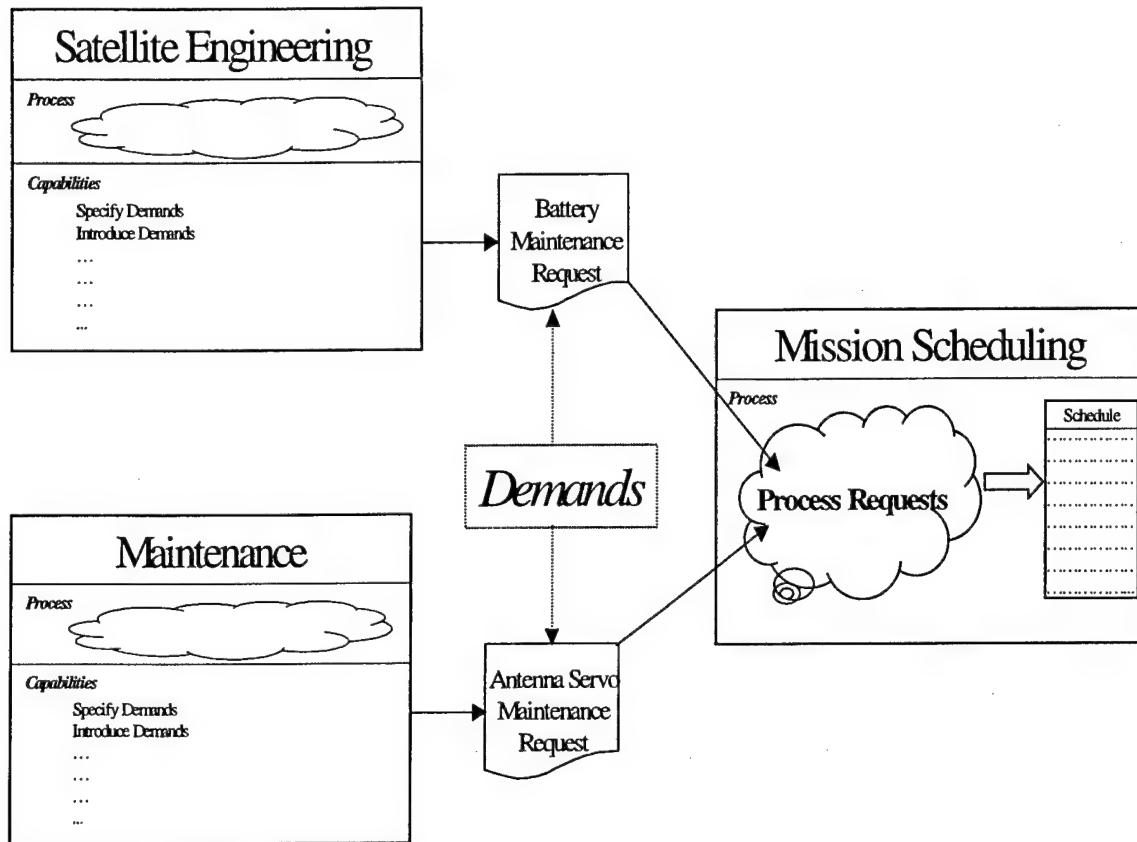 Satellite Engineering
Process
Capabilities
Specify Demands
Introduce Demands
...
...
...
...
Battery
Maintenance
Request
Demands
Maintenance
Process
Capabilities
Specify Demands
Introduce Demands
...
...
...
...
Antenna Servo
Maintenance
Request
Mission Scheduling
Process
Process Requests
Schedule